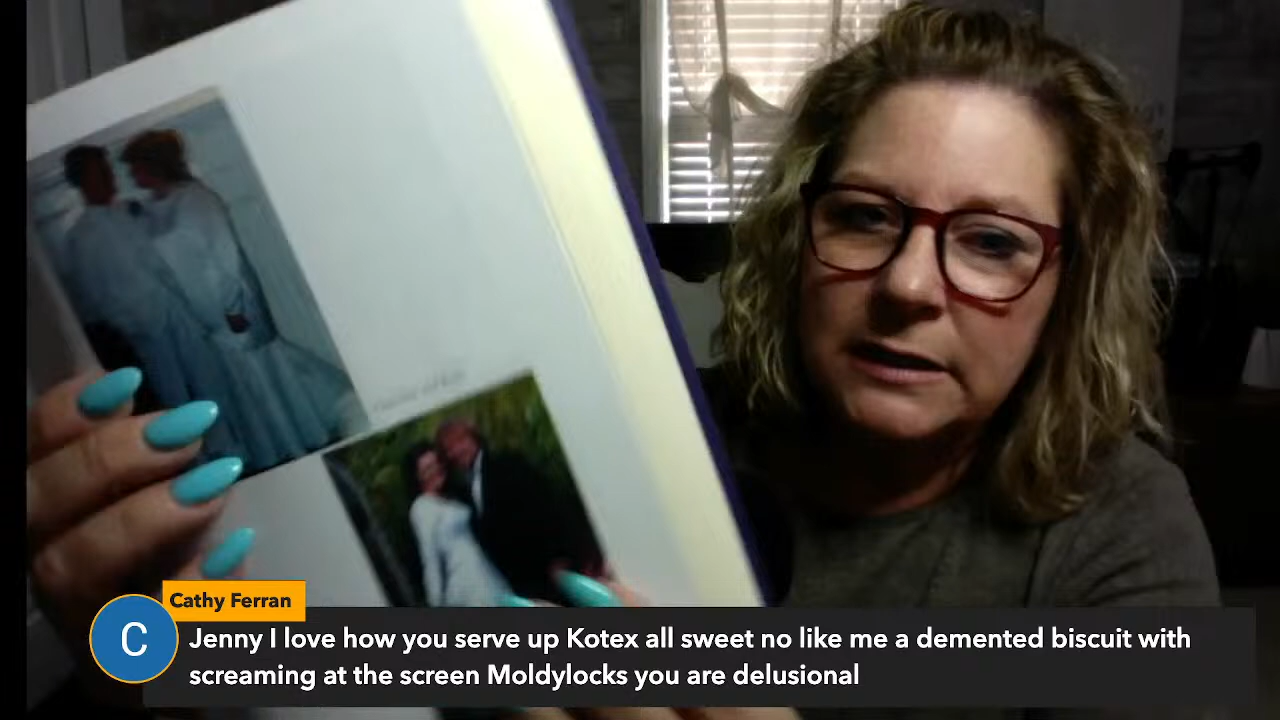 Cathy Ferran
C
Jenny I love how you serve up Kotex all sweet no like me a demented biscuit with
screaming at the screen Moldylocks you are delusional